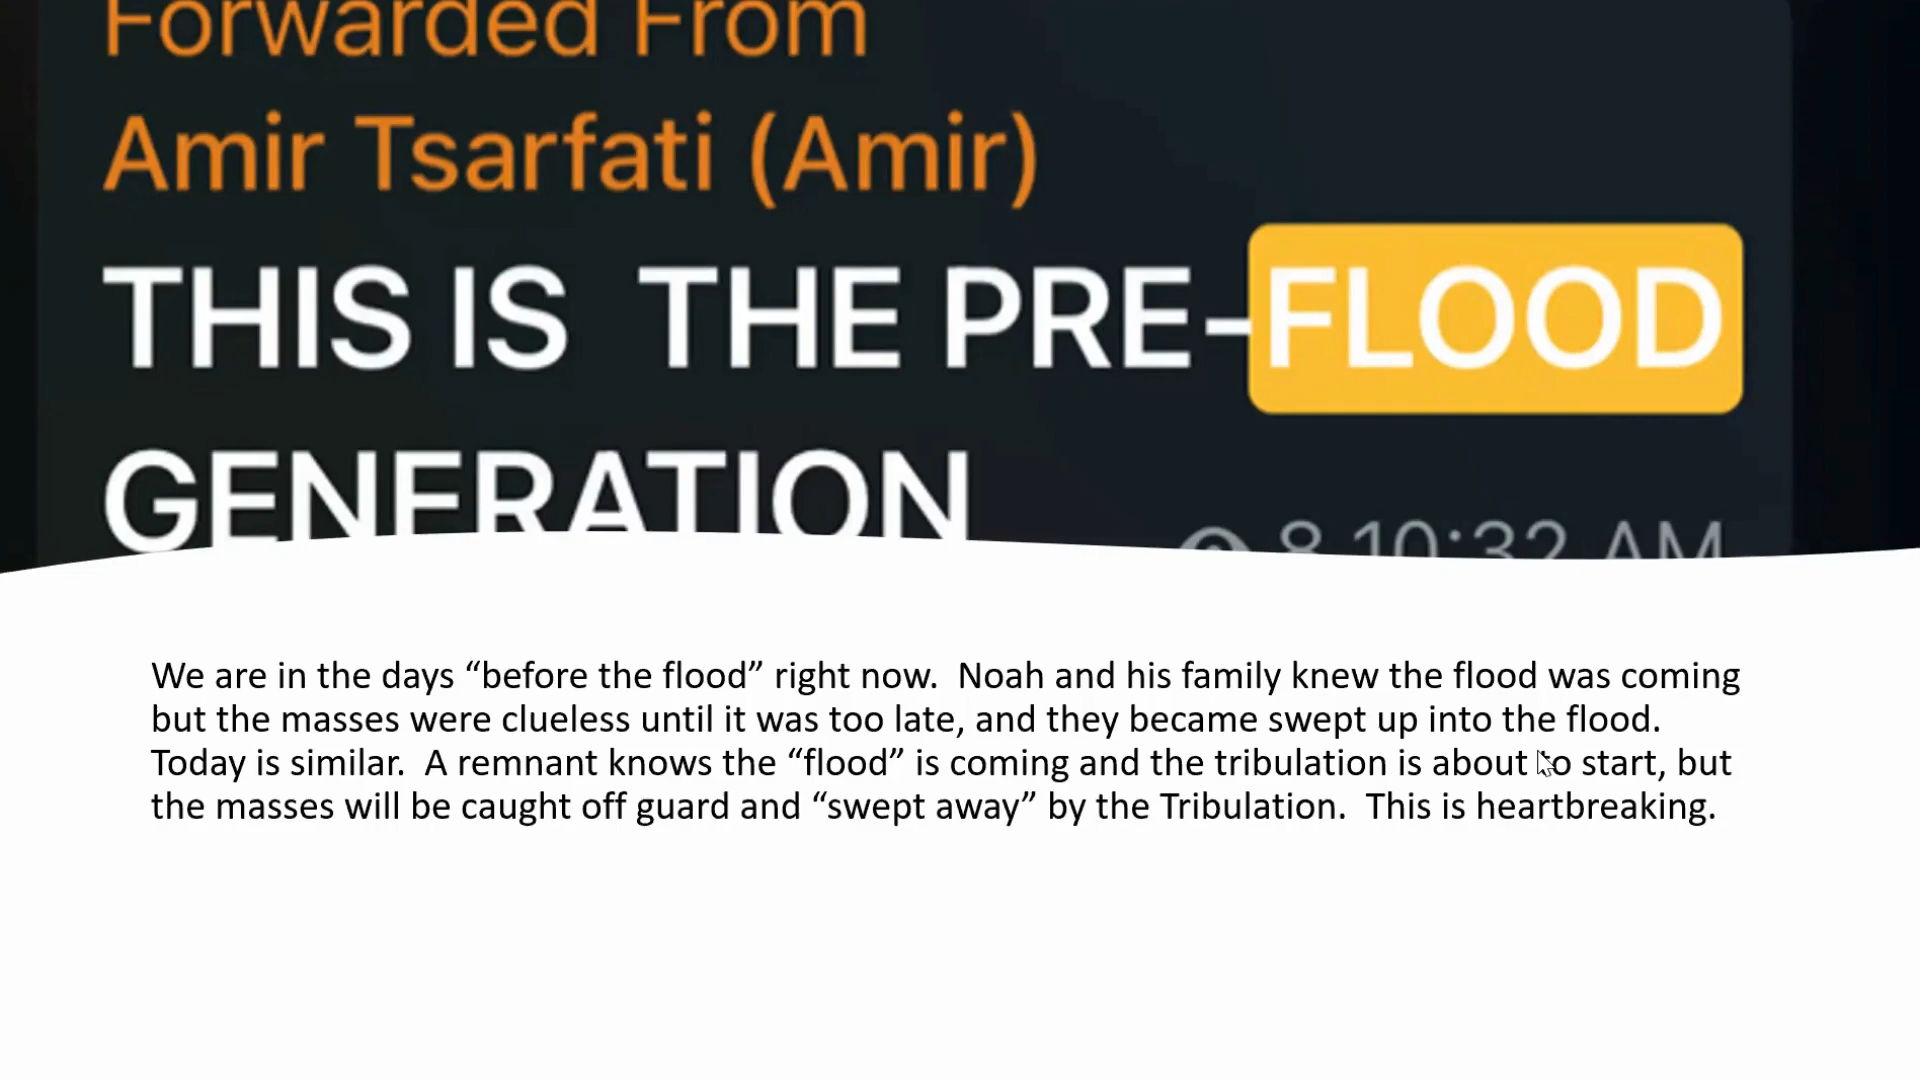 Forwarded From
Amir Tsarfati (Amir)
THIS IS THE PRE-FLOOD
GENERATION
8 10:32 AM
We are in the days “before the flood” right now. Noah and his family knew the flood was coming
but the masses were clueless until it was too late, and they became swept up into the flood.
Today is similar. A remnant knows the “flood” is coming and the tribulation is about to start, but
the masses will be caught off guard and “swept away” by the Tribulation. This is heartbreaking.